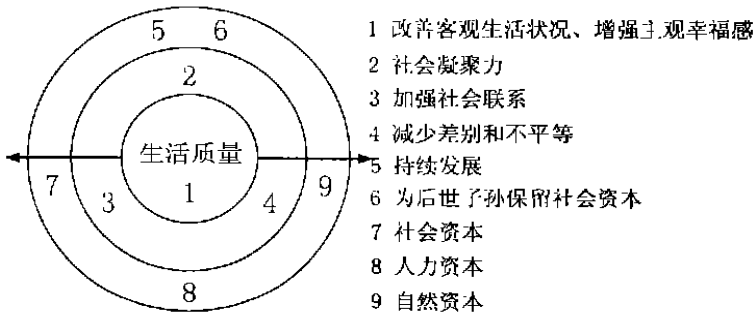 5 6
2
生活质量
1
7
3
4
9
8
1 改善客观生活状况、增强主观幸福感
2 社会凝聚力
3 加强社会联系
4 减少差别和不平等
5 持续发展
6 为后世子孙保留社会资本
7 社会资本
8 人力资本
9 自然资本